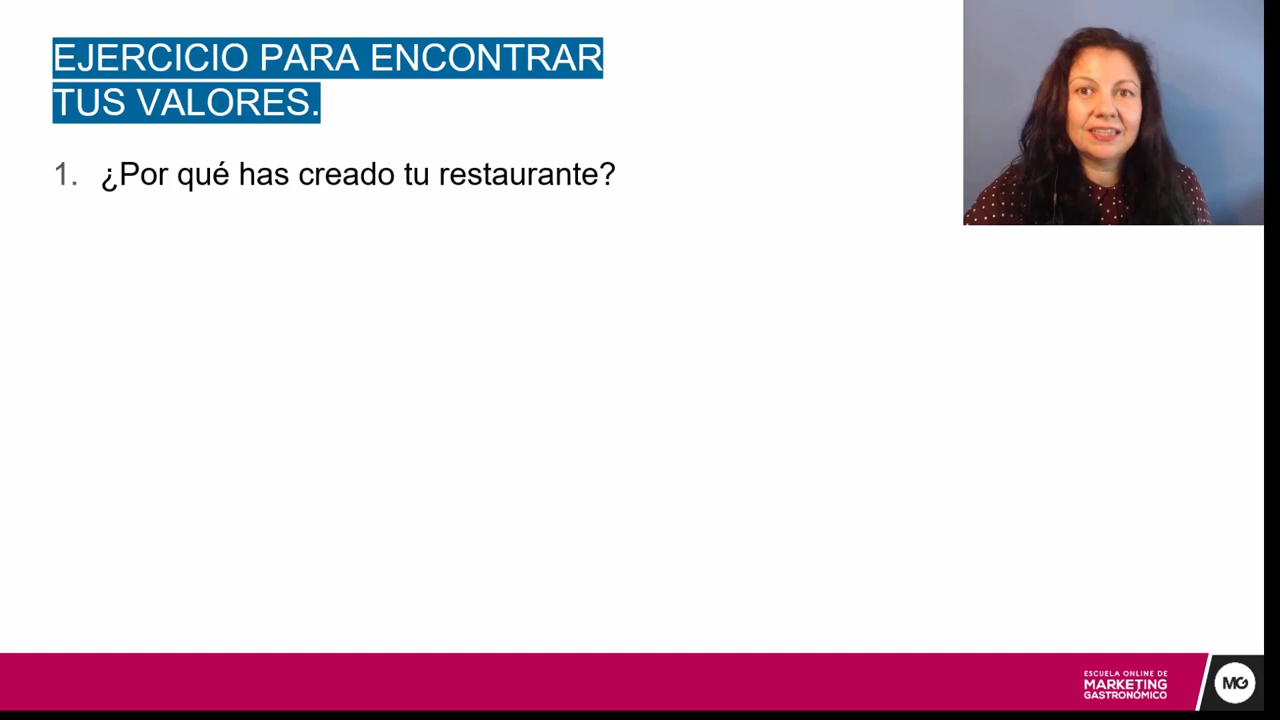 EJERCICIO PARA ENCONTRAR
TUS VALORES.
1. ¿Por qué has creado tu restaurante?
ESCUELA ONLINE DE
MARKETING
GASTRONÓMICO
MG